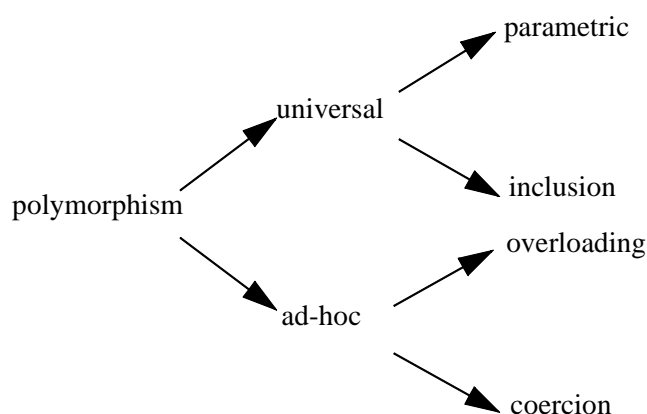 parametric
universal
inclusion
polymorphism
overloading
ad-hoc
coercion